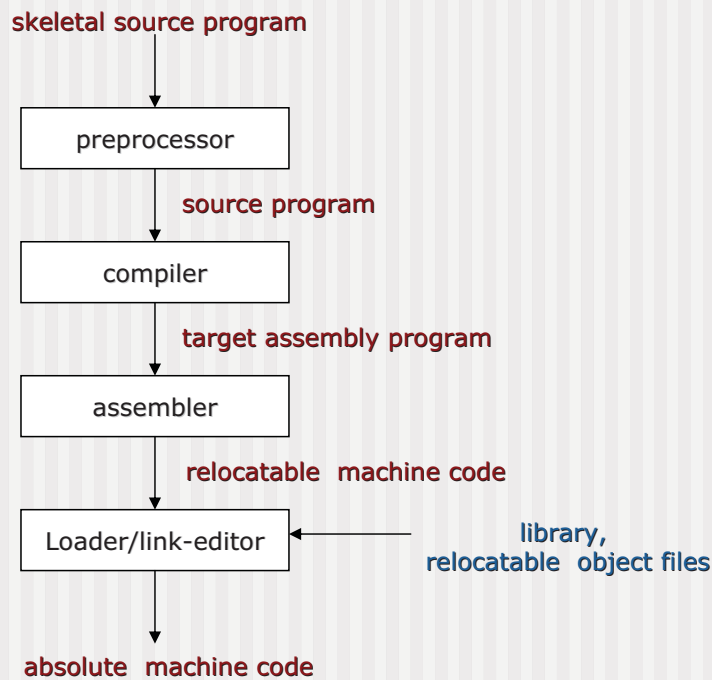 skeletal source program
preprocessor
source program
compiler
target assembly program
assembler
relocatable machine code
Loader/link-editor
library,
relocatable object files
absolute machine code